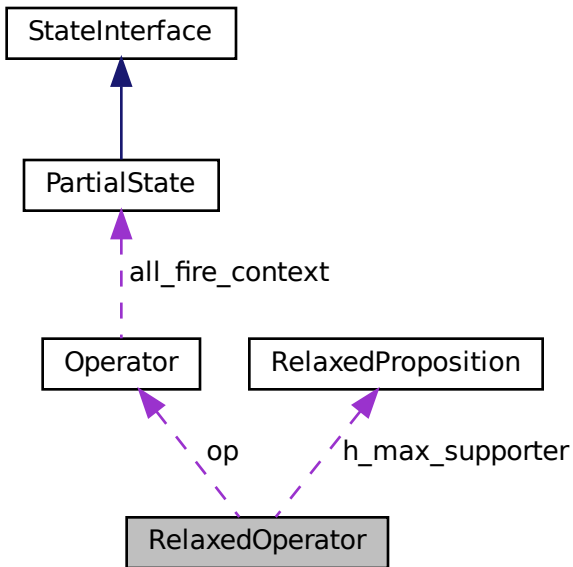 StateInterface
PartialState
all_fire_context
Operator
RelaxedProposition
op
h_max_supporter
RelaxedOperator